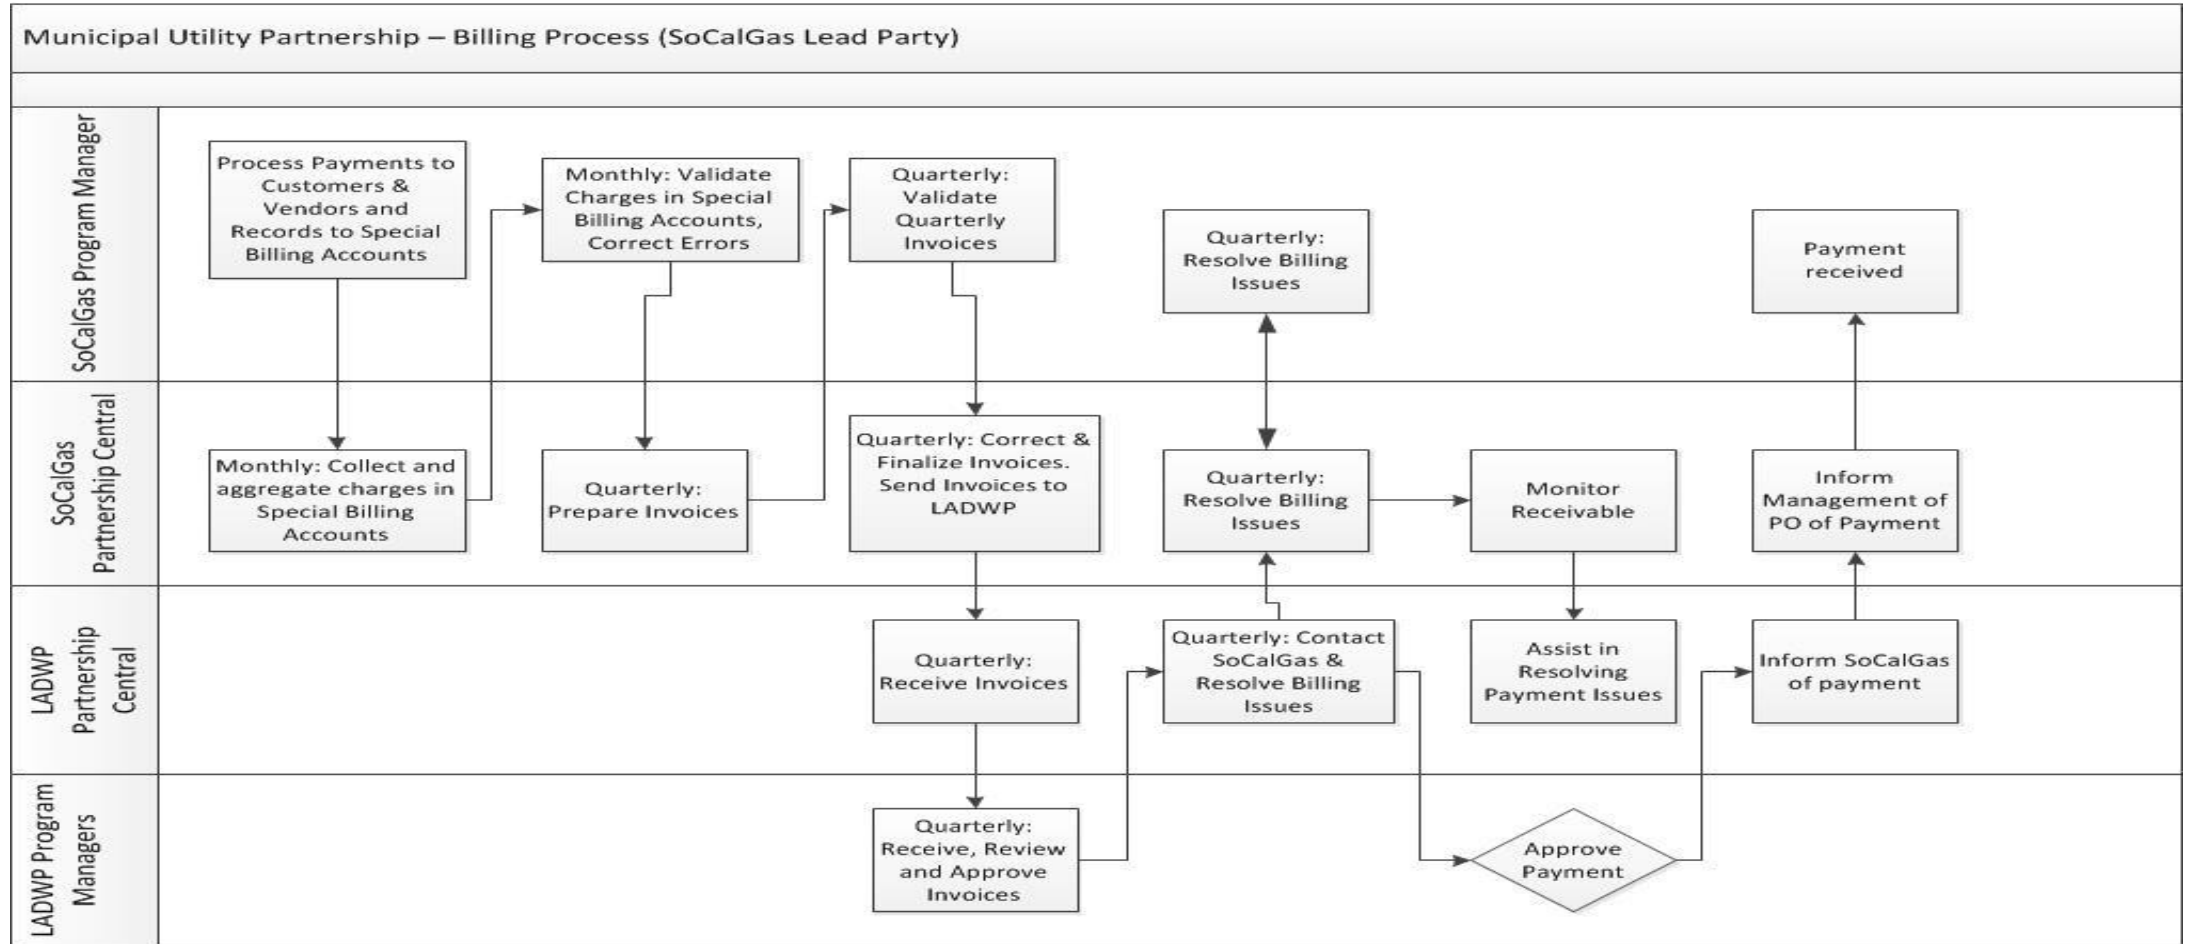 Municipal Utility Partnership – Billing Process (SoCalGas Lead Party)
SoCalGas Program Manager
Process Payments to
Customers &
Vendors and
Records to Special
Billing Accounts
Monthly: Validate
Charges in Special
Billing Accounts,
Correct Errors
Quarterly:
Validate
Quarterly
Invoices
Quarterly:
Resolve Billing
Issues
Payment
received
SoCalGas
Partnership Central
Monthly: Collect and
aggregate charges in
Special Billing
Accounts
Quarterly:
Prepare Invoices
Quarterly: Correct &
Finalize Invoices.
Send Invoices to
LADWP
Quarterly:
Resolve Billing
Issues
Monitor
Receivable
Inform
Management of
PO of Payment
LADWP
Partnership
Central
Quarterly:
Receive Invoices
Quarterly: Contact
SoCalGas &
Resolve Billing
Issues
Assist in
Resolving
Payment Issues
Inform SoCalGas
of payment
LADWP Program
Managers
Quarterly:
Receive, Review
and Approve
Invoices
Approve
Payment